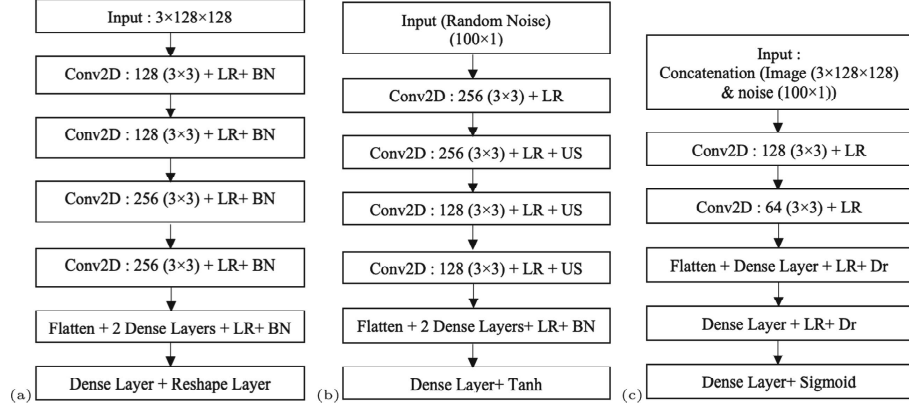 Input : 3×128×128
Conv2D : 128 (3×3) + LR+ BN
Conv2D : 128 (3×3) + LR+ BN
Conv2D : 256 (3×3) + LR+ BN
Conv2D : 256 (3×3) + LR+ BN
Flatten + 2 Dense Layers + LR+ BN
Dense Layer + Reshape Layer
(a)
Input (Random Noise)
(100×1)
Conv2D : 256 (3×3) + LR
Conv2D : 256 (3×3) + LR + US
Conv2D : 128 (3×3) + LR + US
Conv2D : 128 (3×3) + LR + US
Flatten + 2 Dense Layers+ LR+ BN
Dense Layer+ Tanh
(b)
Input :
Concatenation (Image (3×128×128)
& noise (100×1))
Conv2D : 128 (3×3) + LR
Conv2D : 64 (3×3) + LR
Flatten + Dense Layer + LR+ Dr
Dense Layer + LR+ Dr
Dense Layer+ Sigmoid
(c)